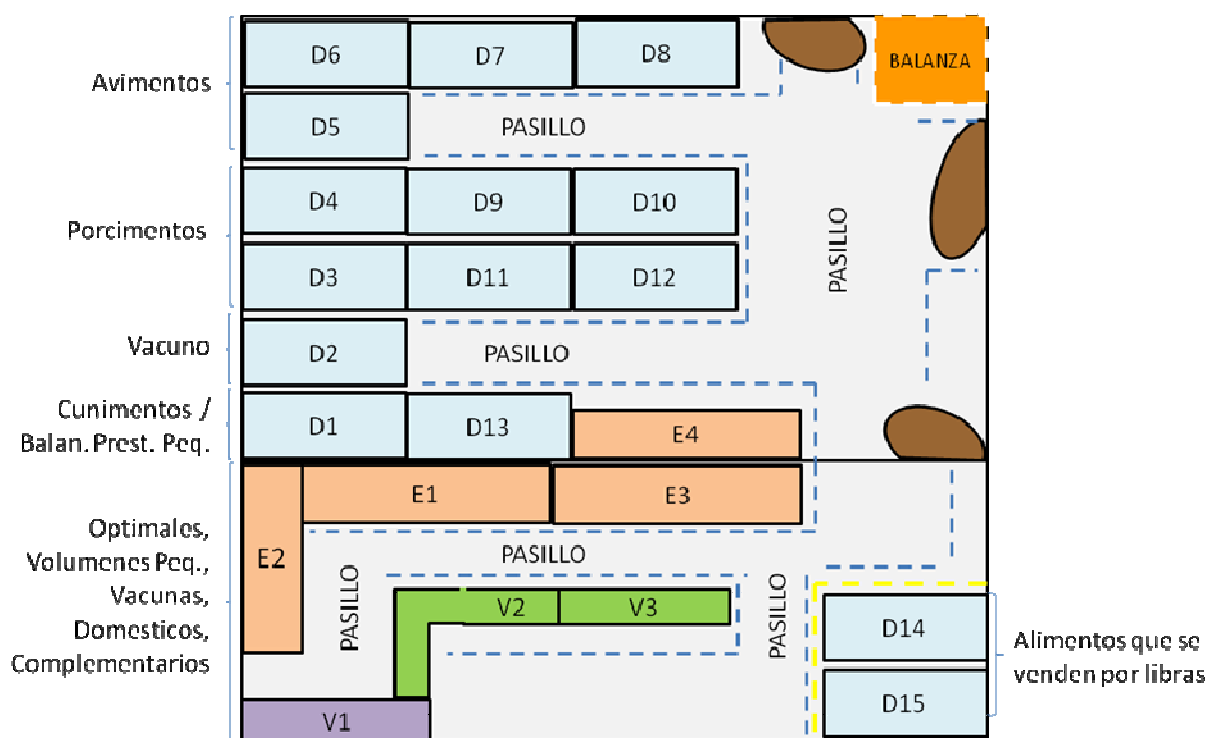 D6
D7
D8
BALANZA
Avimentos
D5
PASILLO
D4
D9
D10
Porcimentos
PASILLO
D3
D11
D12
Vacuno
D2
PASILLO
Cunimentos /
Balan. Prest. Peq.
D1
D13
E4
E1
E3
Optimales,
Volumenes Peq.,
Vacunas,
Domesticos,
Complementarios
E2
PASILLO
PASILLO
V2
V3
PASILLO
D14
D15
Alimentos que se
venden por libras
V1